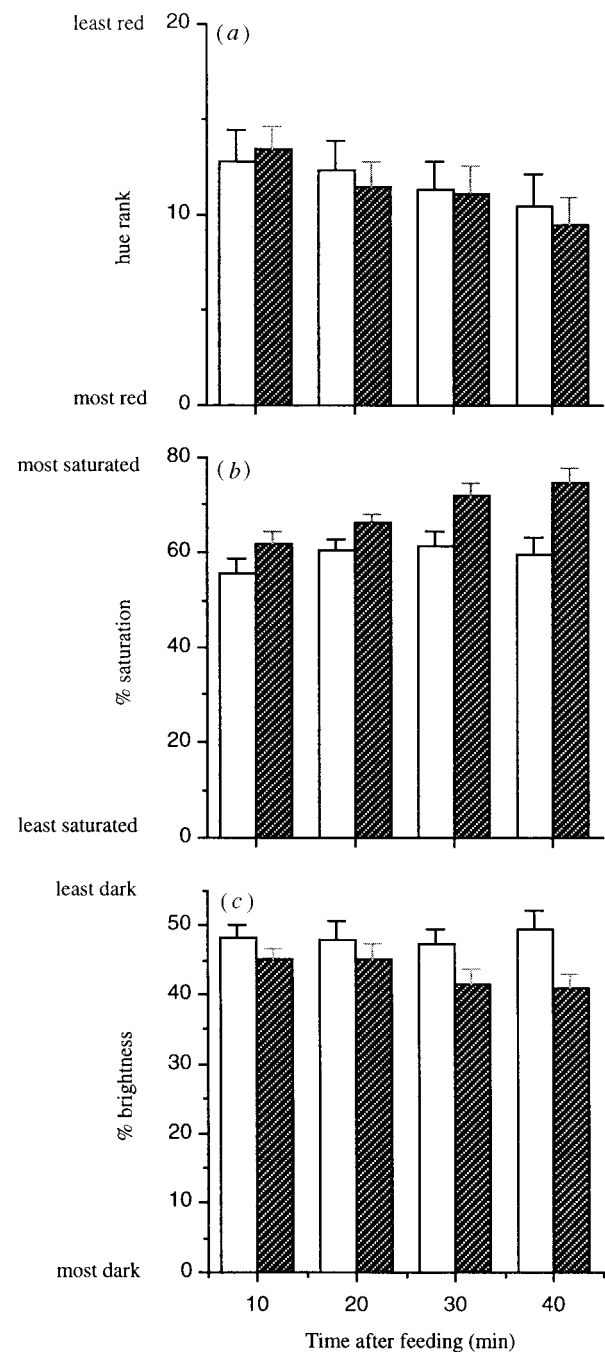 least red
20
(a)
hue rank
10
most red
0
most saturated
80
(b)
60
% saturation
40
20
least saturated
0
least dark
(c)
50
40
% brightness
30
20
10
most dark
0
10 20 30 40
Time after feeding (min)